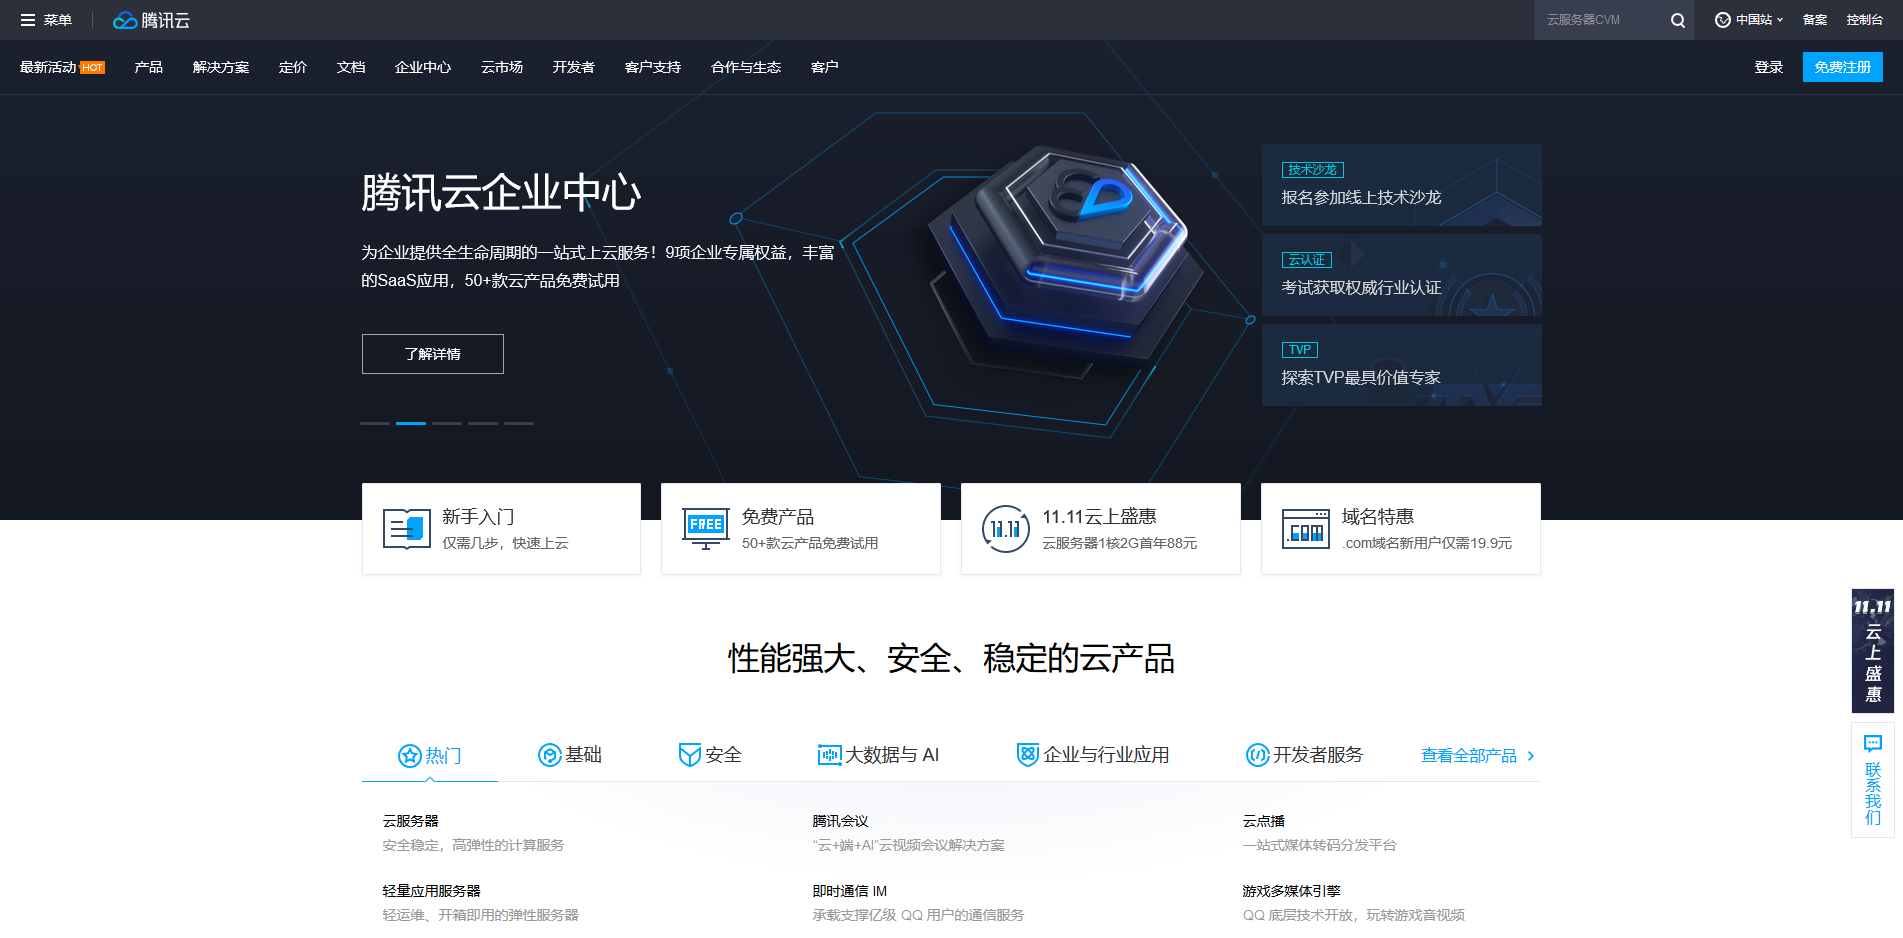 菜单
腾讯云
云服务器CVM
中国站
备案
控制台
最新活动 HOT
产品
解决方案
定价
文档
企业中心
云市场
开发者
客户支持
合作与生态
客户
登录
免费注册
腾讯云企业中心
为企业提供全生命周期的一站式上云服务！9项企业专属权益，丰富
的SaaS应用，50+款云产品免费试用
了解详情
技术沙龙
报名参加线上技术沙龙
云认证
考试获取权威行业认证
TVP
探索TVP最具价值专家
新手入门
仅需几步，快速上云
FREE
免费产品
50+款云产品免费试用
11.11
11.11云上盛惠
云服务器1核2G首年88元
.COM
域名特惠
.com域名新用户仅需19.9元
11.11
云上盛惠
联系我们
性能强大、安全、稳定的云产品
热门
基础
安全
大数据与 AI
企业与行业应用
开发者服务
查看全部产品
云服务器
安全稳定，高弹性的计算服务
腾讯会议
“云+端+AI”云视频会议解决方案
云点播
一站式媒体转码分发平台
轻量应用服务器
轻运维、开箱即用的弹性服务器
即时通信 IM
承载支撑亿级 QQ 用户的通信服务
游戏多媒体引擎
QQ 底层技术开放，玩转游戏音视频